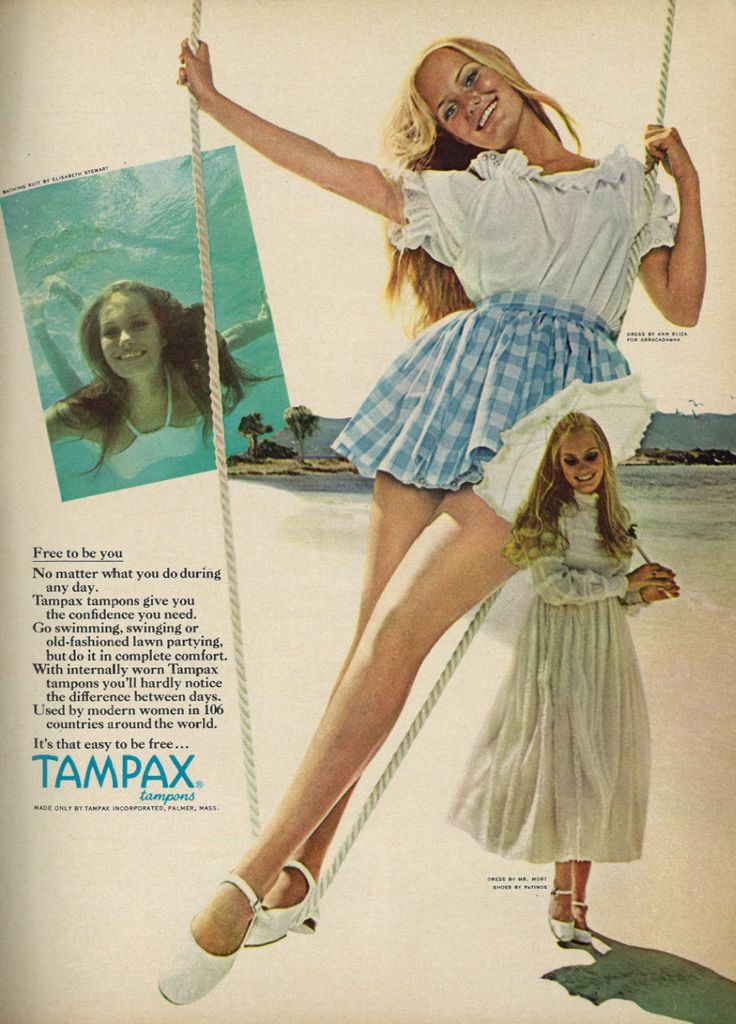 BATHING SUIT BY ELISABETH STEWART
DRESS BY ANN ELIZA
FOR ABRACADABRA
Free to be you
No matter what you do during
any day.
Tampax tampons give you
the confidence you need.
Go swimming, swinging or
old-fashioned lawn partying,
but do it in complete comfort.
With internally worn Tampax
tampons you'll hardly notice
the difference between days.
Used by modern women in 106
countries around the world.
It's that easy to be free...
TAMPAX®
tampons
MADE ONLY BY TAMPAX INCORPORATED, PALMER, MASS.
DRESS BY MR. MORT
SHOES BY PATINOS